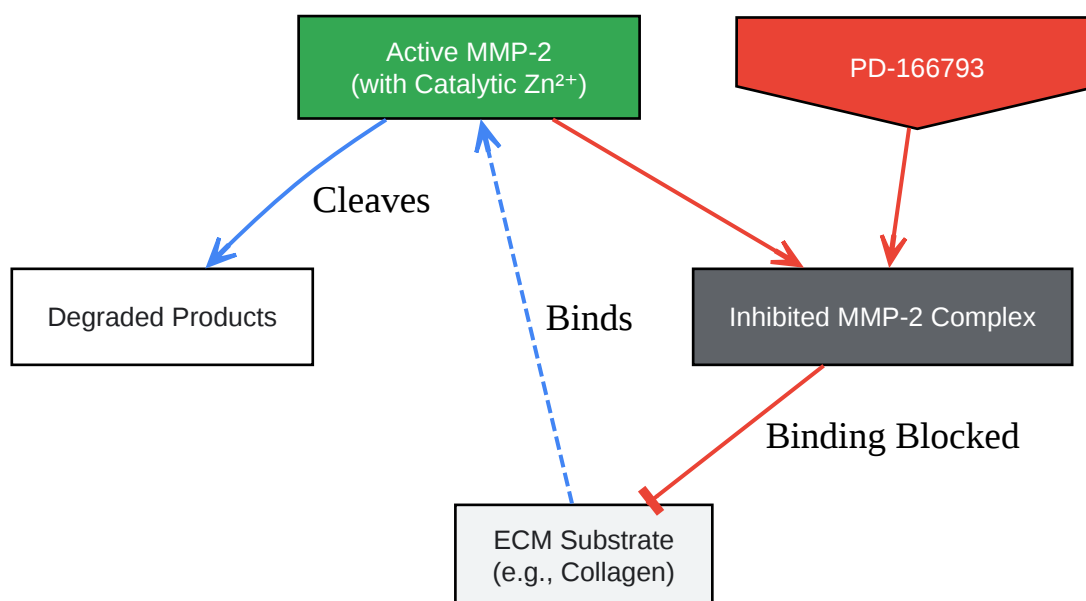 Active MMP-2
(with Catalytic Zn²⁺)
PD-166793
Cleaves
Degraded Products
Binds
Inhibited MMP-2 Complex
Binding Blocked
ECM Substrate
(e.g., Collagen)